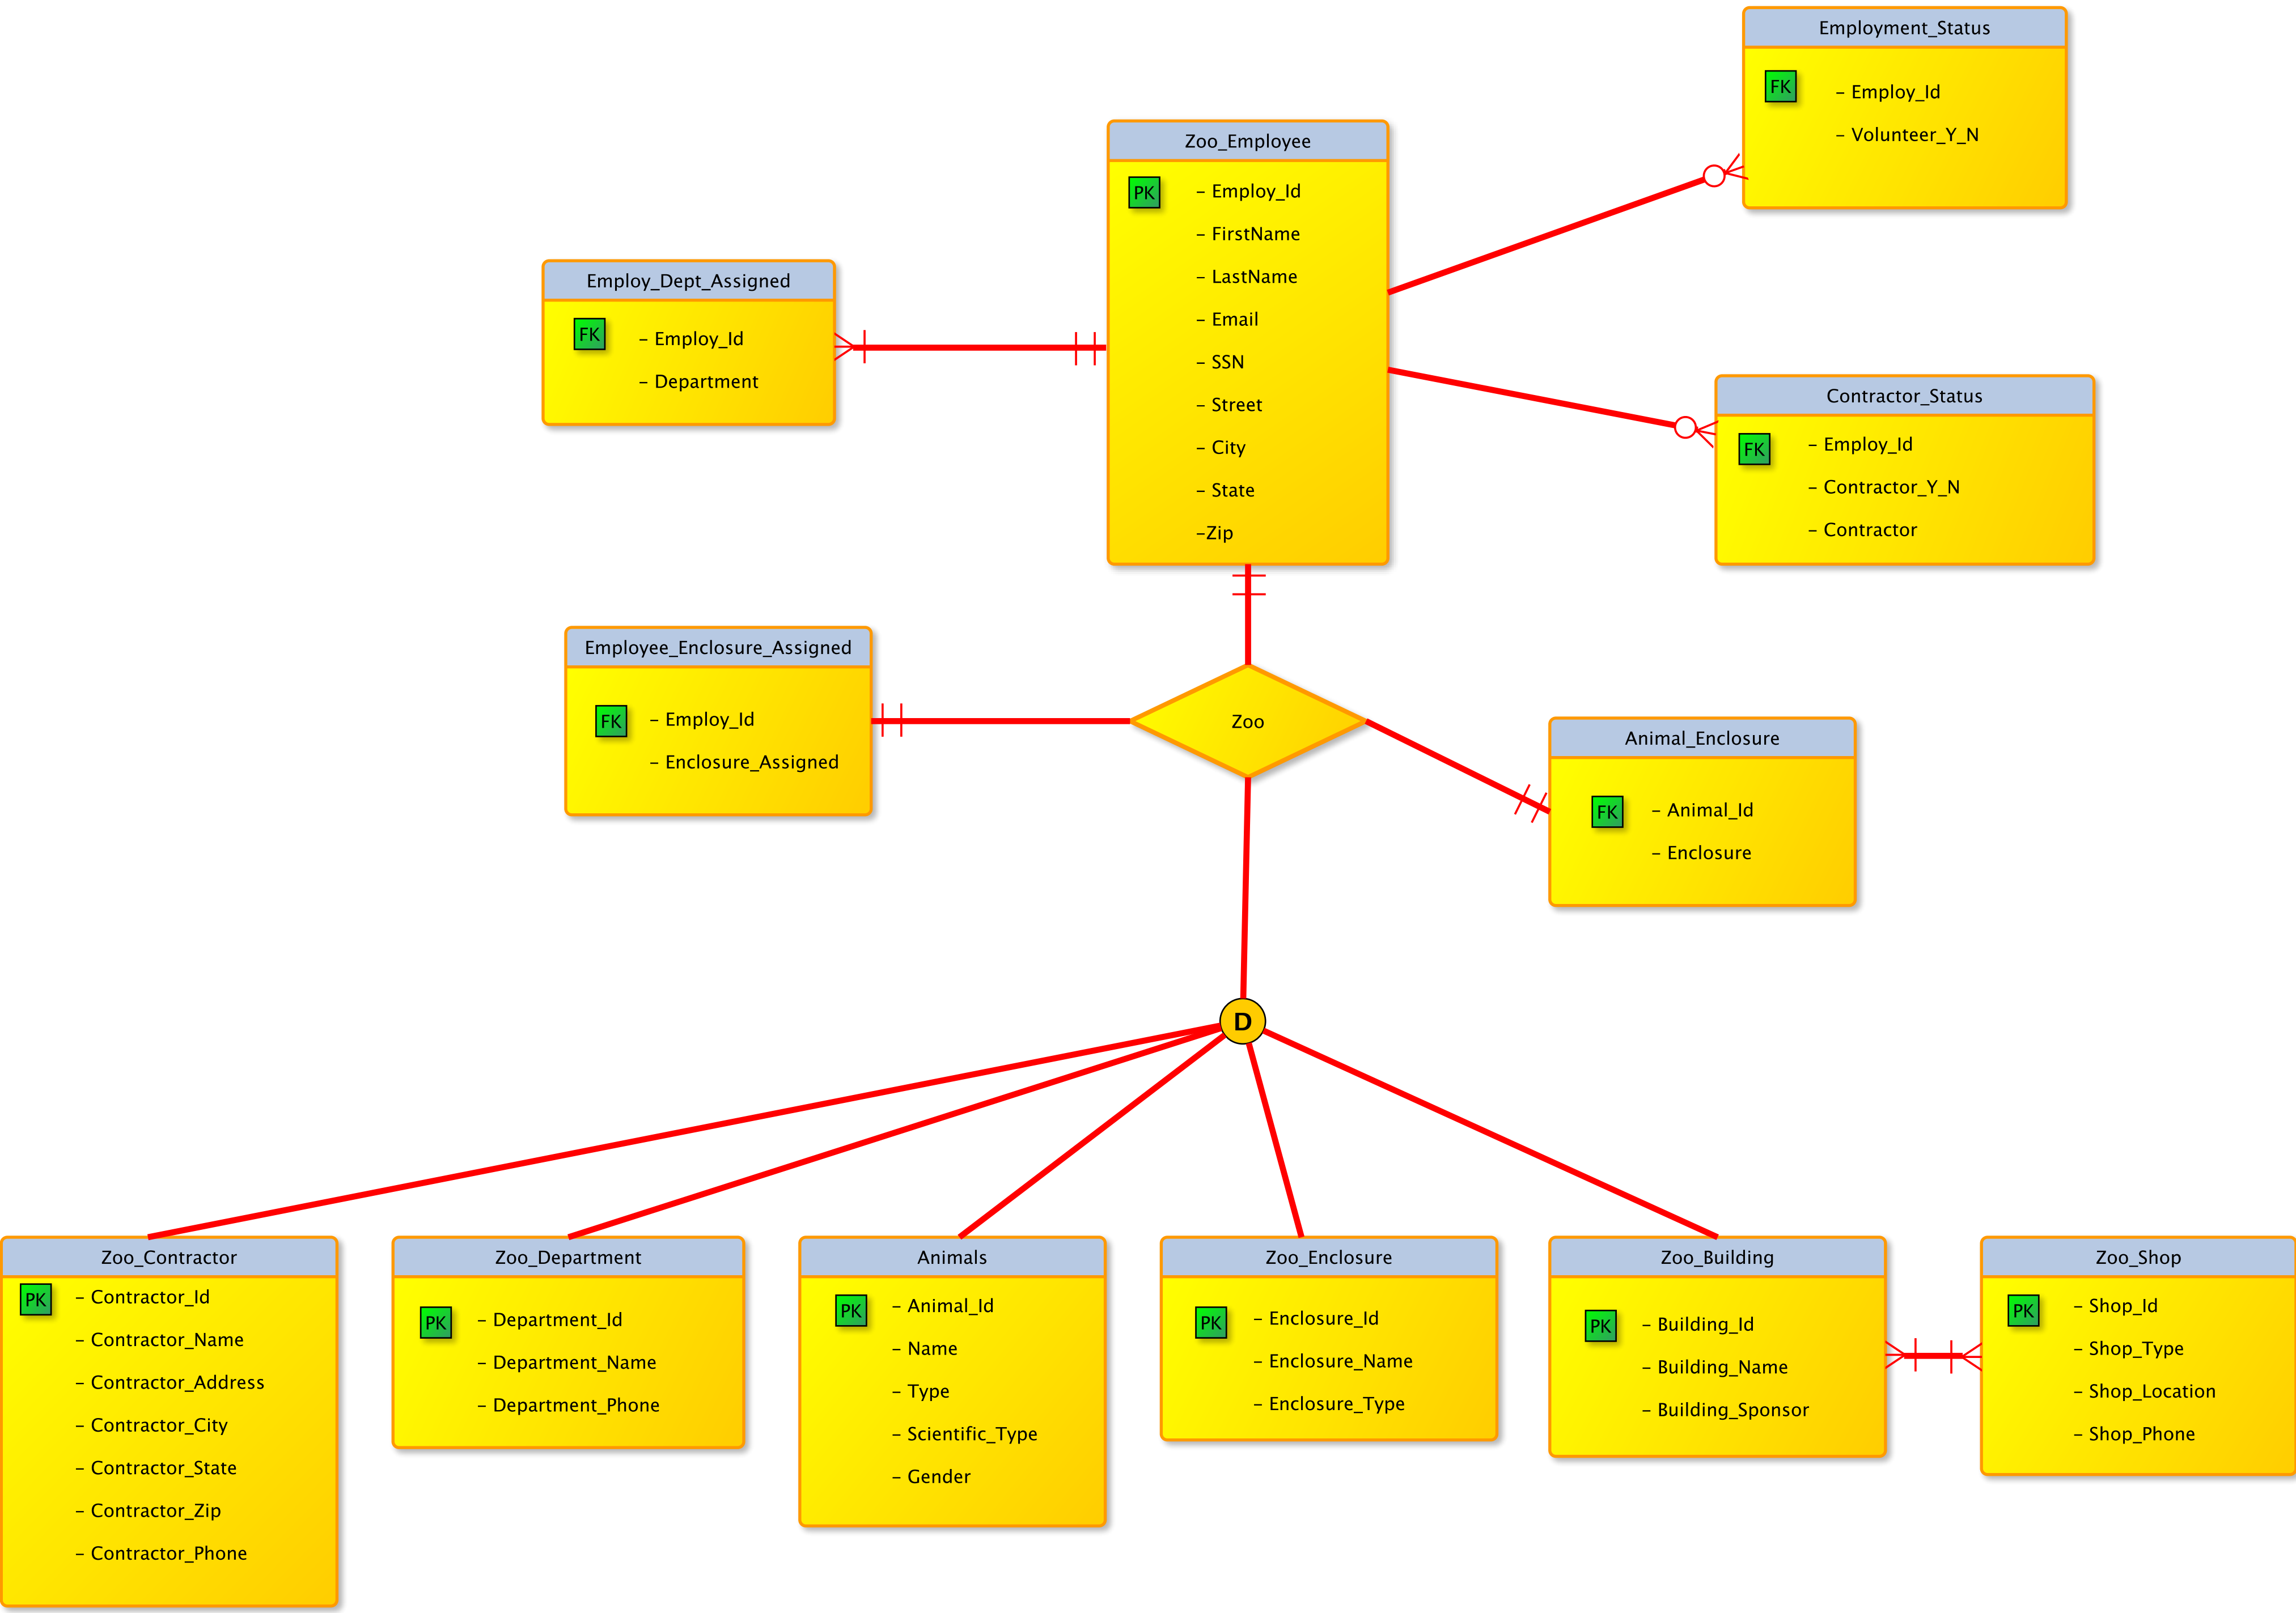 Employment_Status
FK
- Employ_Id
- Volunteer_Y_N
Zoo_Employee
PK
- Employ_Id
- FirstName
- LastName
- Email
- SSN
- Street
- City
- State
-Zip
Employ_Dept_Assigned
FK
- Employ_Id
- Department
Contractor_Status
FK
- Employ_Id
- Contractor_Y_N
- Contractor
Employee_Enclosure_Assigned
FK
- Employ_Id
- Enclosure_Assigned
Zoo
Animal_Enclosure
FK
- Animal_Id
- Enclosure
D
Zoo_Contractor
PK
- Contractor_Id
- Contractor_Name
- Contractor_Address
- Contractor_City
- Contractor_State
- Contractor_Zip
- Contractor_Phone
Zoo_Department
PK
- Department_Id
- Department_Name
- Department_Phone
Animals
PK
- Animal_Id
- Name
- Type
- Scientific_Type
- Gender
Zoo_Enclosure
PK
- Enclosure_Id
- Enclosure_Name
- Enclosure_Type
Zoo_Building
PK
- Building_Id
- Building_Name
- Building_Sponsor
Zoo_Shop
PK
- Shop_Id
- Shop_Type
- Shop_Location
- Shop_Phone